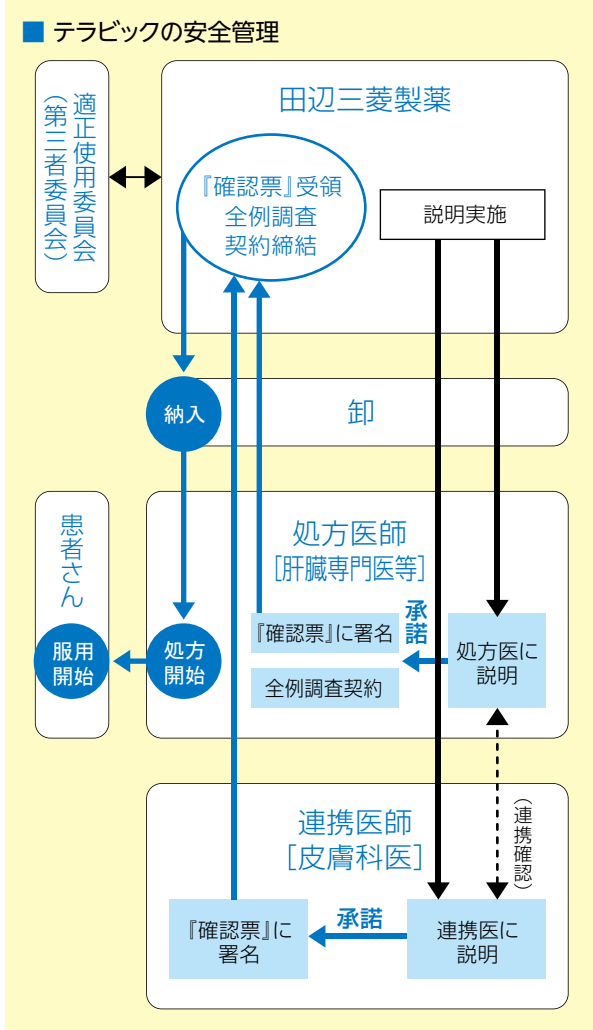 ■ テラビックの安全管理
適正使用委員会
（第三者委員会）
田辺三菱製薬
『確認票』受領
全例調査
契約締結
説明実施
納入
卸
患者さん
服用
開始
処方医師
［肝臓専門医等］
処方
開始
『確認票』に署名
全例調査契約
承諾
処方医に
説明
（連携確認）
連携医師
［皮膚科医］
『確認票』に
署名
承諾
連携医に
説明